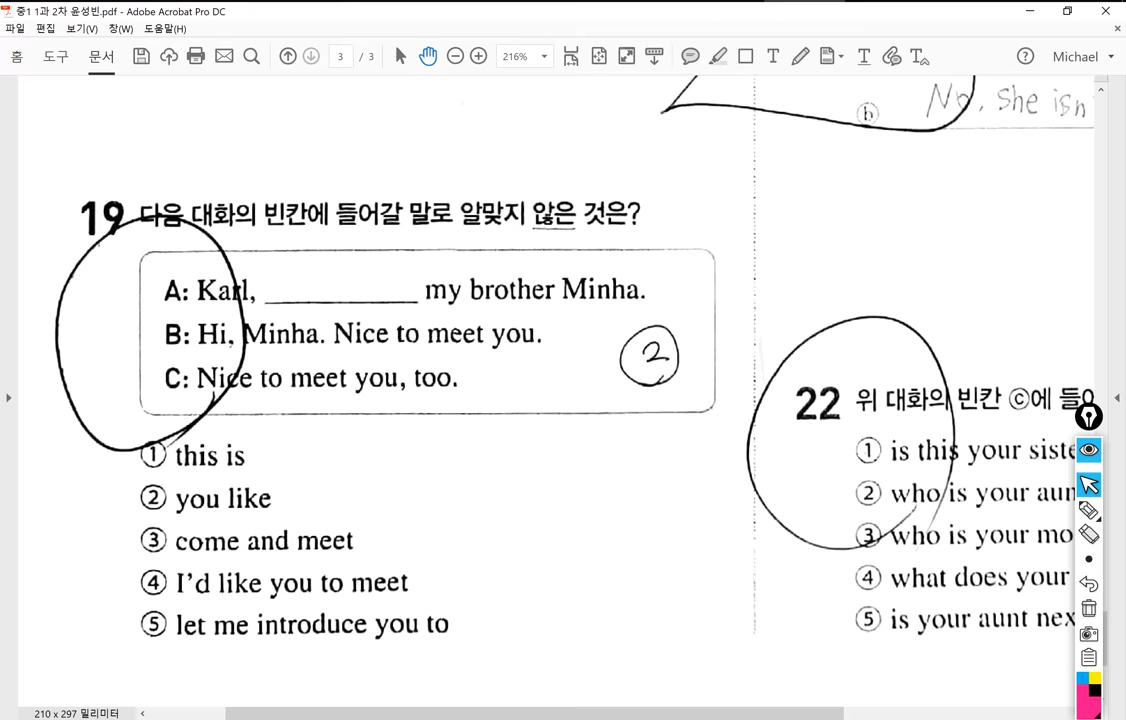 중1 1과 2차 윤성빈.pdf - Adobe Acrobat Pro DC
파일 편집 보기(V) 창(W) 도움말(H)
홈 도구 문서 3 / 3 216% Michael
ⓑ No, She isn
19 다음 대화의 빈칸에 들어갈 말로 알맞지 않은 것은?
A: Karl, __________ my brother Minha.
B: Hi, Minha. Nice to meet you.
C: Nice to meet you, too.
2
① this is
② you like
③ come and meet
④ I'd like you to meet
⑤ let me introduce you to
22 위 대화의 빈칸 ⓒ에 들어
① is this your siste
② who is your aun
③ who is your mo
④ what does your
⑤ is your aunt nex
210 x 297 밀리미터